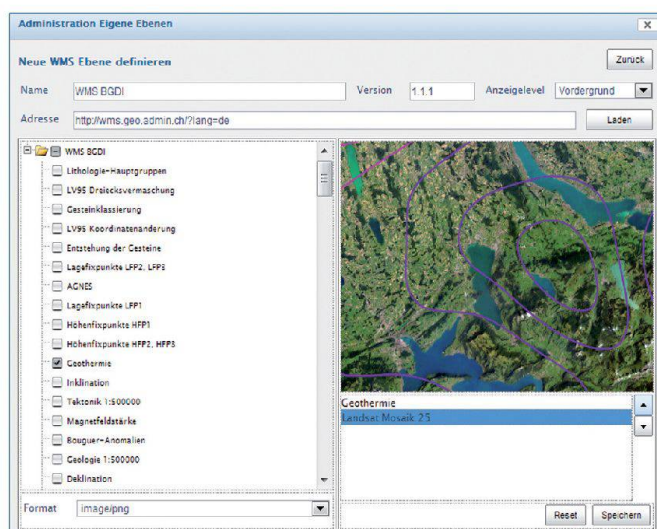 Administration Eigene Ebenen
Neue WMS Ebene definieren
Zurück
Name WMS BGDI Version 1.1.1 Anzeigelevel Vordergrund
Adresse http://wms.geo.admin.ch/?lang=de Laden
WMS BGDI
Lithologie-Hauptgruppen
LV95 Dreiecksvermaschung
Gesteinklassierung
LV95 Koordinatenänderung
Entstehung der Gesteine
Lagefixpunkte LFP2, LFP3
AGNES
Lagefixpunkte LFP1
Höhenfixpunkte HFP1
Höhenfixpunkte HFP2, HFP3
Geothermie
Inklination
Tektonik 1:500000
Magnetfeldstärke
Bouguer-Anomalien
Geologie 1:500000
Deklination
Geothermie
Landsat Mosaik 25
Format image/png
Reset Speichern